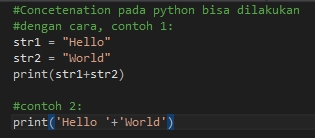 #Concetenation pada python bisa dilakukan
#dengan cara, contoh 1:
str1 = "Hello"
str2 = "World"
print(str1+str2)
#contoh 2:
print('Hello '+'World')